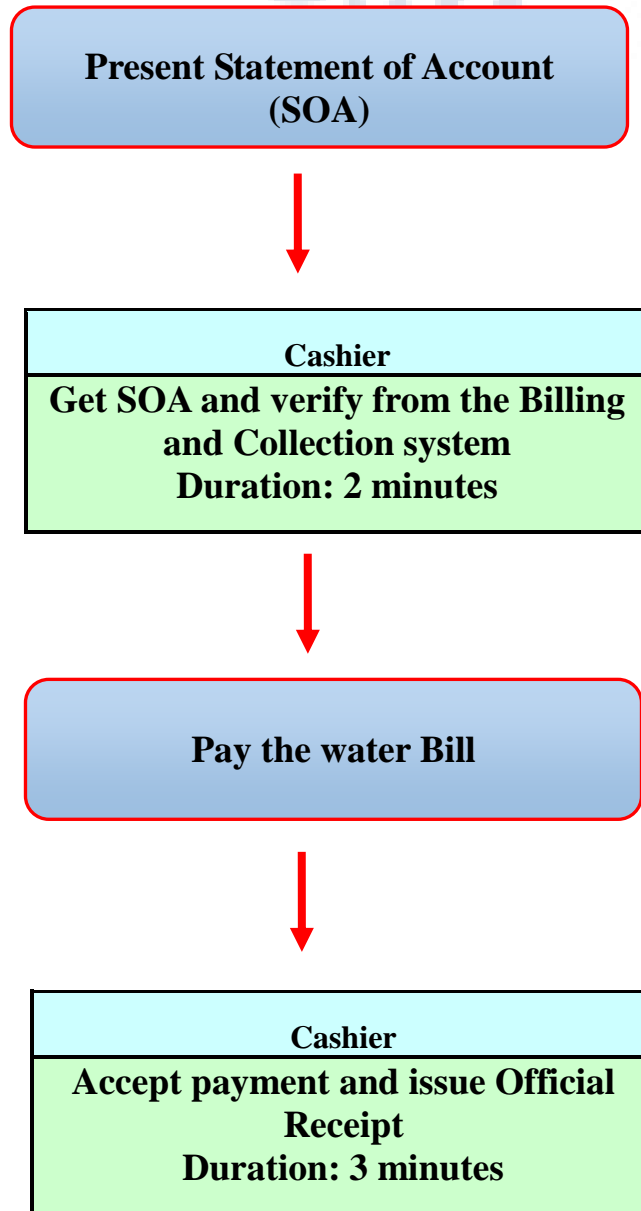 Present Statement of Account
(SOA)
Cashier
Get SOA and verify from the Billing
and Collection system
Duration: 2 minutes
Pay the water Bill
Cashier
Accept payment and issue Official
Receipt
Duration: 3 minutes